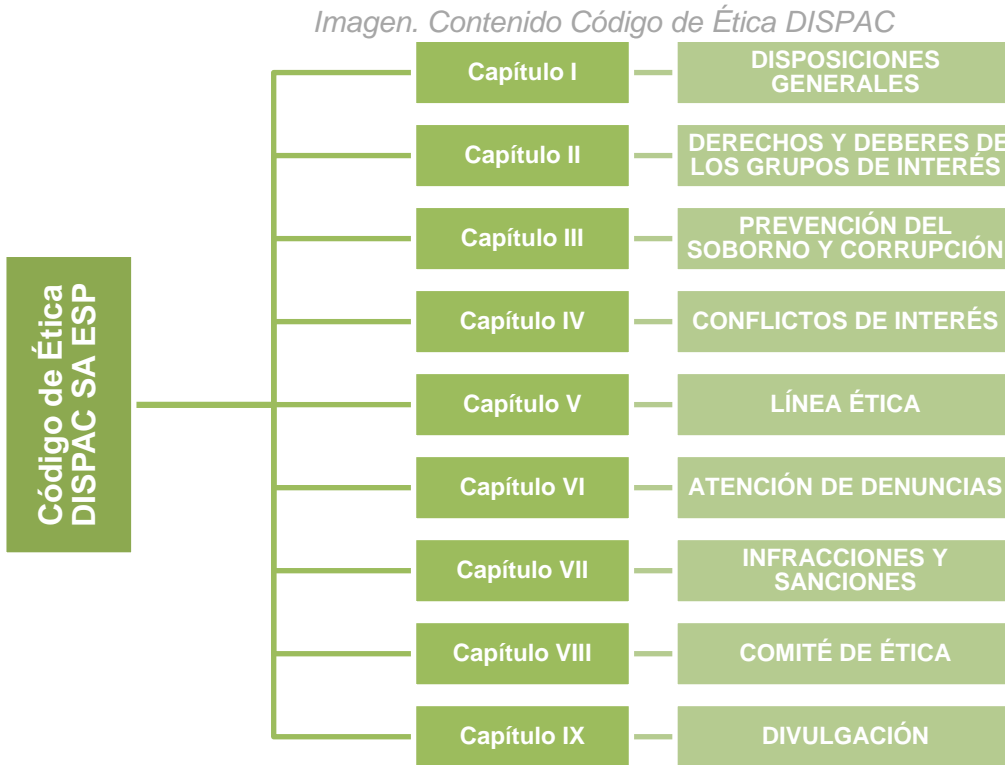 Imagen. Contenido Código de Ética DISPAC
Código de Ética
DISPAC SA ESP
Capítulo I
DISPOSICIONES
GENERALES
Capítulo II
DERECHOS Y DEBERES DE
LOS GRUPOS DE INTERÉS
Capítulo III
PREVENCIÓN DEL
SOBORNO Y CORRUPCIÓN
Capítulo IV
CONFLICTOS DE INTERÉS
Capítulo V
LÍNEA ÉTICA
Capítulo VI
ATENCIÓN DE DENUNCIAS
Capítulo VII
INFRACCIONES Y
SANCIONES
Capítulo VIII
COMITÉ DE ÉTICA
Capítulo IX
DIVULGACIÓN